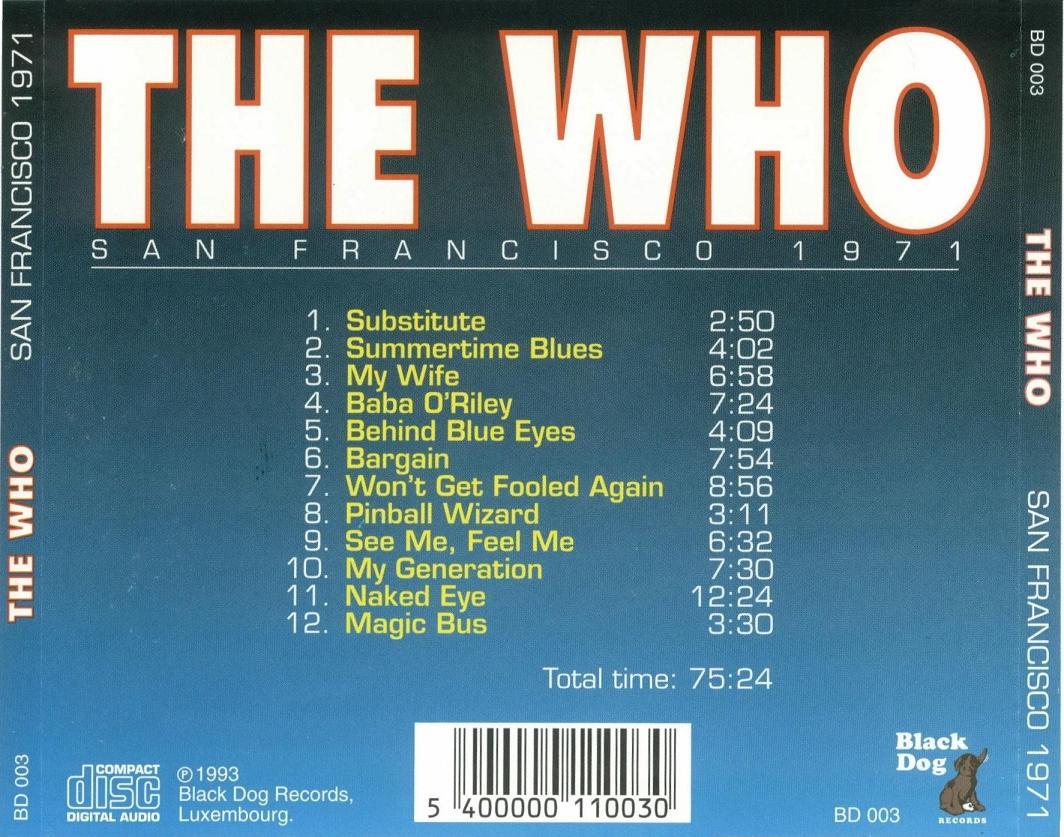 THE WHO
SAN FRANCISCO 1971
1. Substitute 2:50
2. Summertime Blues 4:02
3. My Wife 6:58
4. Baba O'Riley 7:24
5. Behind Blue Eyes 4:09
6. Bargain 7:54
7. Won't Get Fooled Again 8:56
8. Pinball Wizard 3:11
9. See Me, Feel Me 6:32
10. My Generation 7:30
11. Naked Eye 12:24
12. Magic Bus 3:30
Total time: 75:24
COMPACT
disc
DIGITAL AUDIO
℗1993
Black Dog Records,
Luxembourg.
5 400000 110030
BD 003
Black
Dog
RECORDS
BD 003 THE WHO SAN FRANCISCO 1971
BD 003 THE WHO SAN FRANCISCO 1971